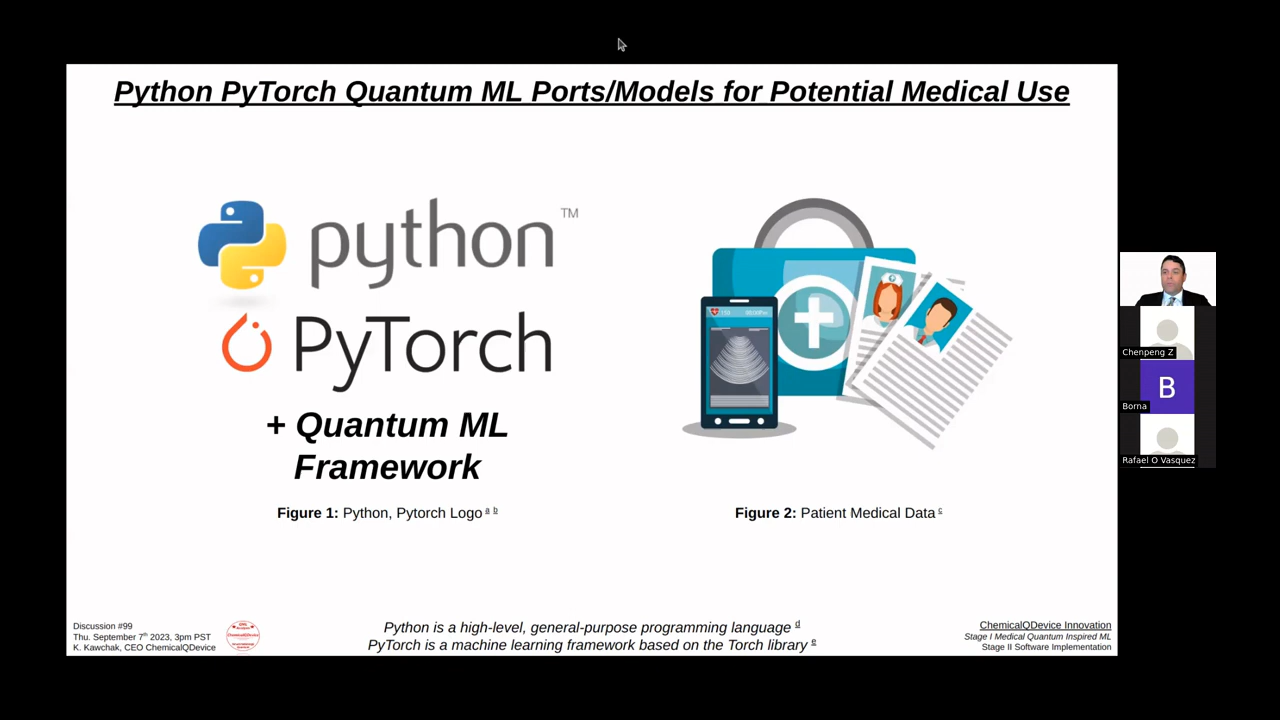 Python PyTorch Quantum ML Ports/Models for Potential Medical Use
python TM
PyTorch
+ Quantum ML
Framework
Figure 1: Python, Pytorch Logo a b
Figure 2: Patient Medical Data c
Discussion #99
Thu. September 7th 2023, 3pm PST
K. Kawchak, CEO ChemicalQDevice
Python is a high-level, general-purpose programming language d
PyTorch is a machine learning framework based on the Torch library e
ChemicalQDevice Innovation
Stage I Medical Quantum Inspired ML
Stage II Software Implementation
Chenpeng Z
B
Borna
Rafael O Vasquez